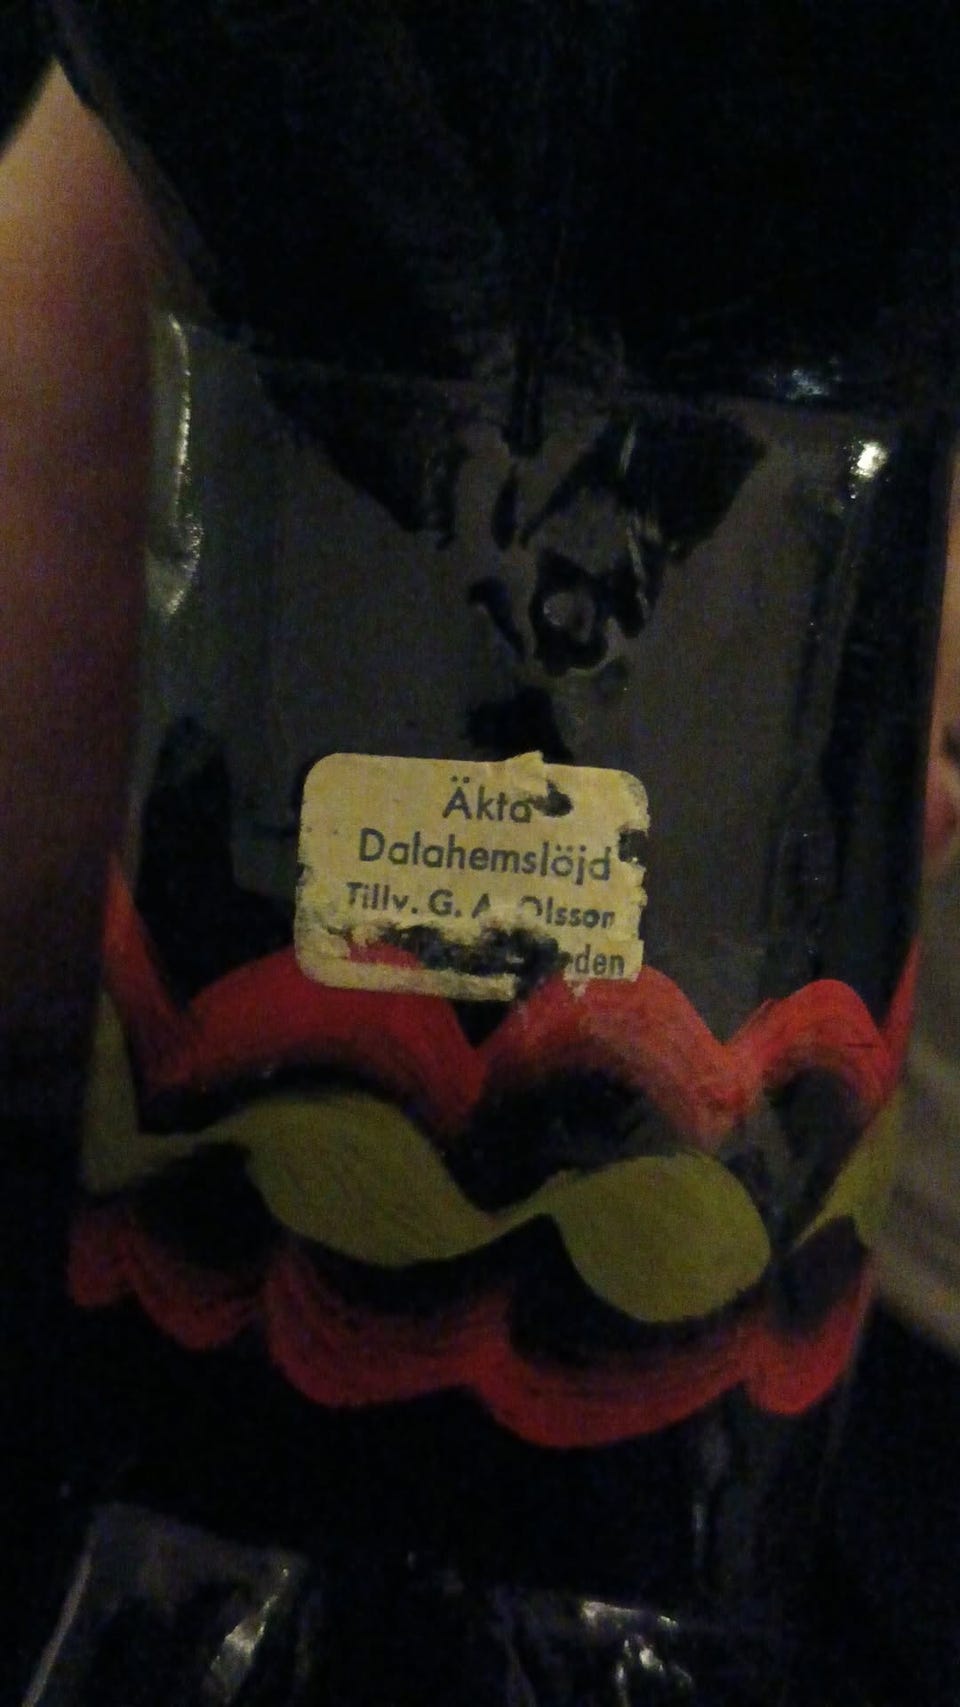 Äkta
Dalahemslöjd
Tillv. G. A. Olsson